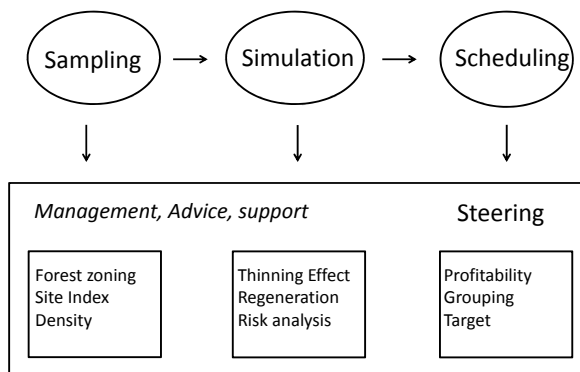 Sampling
Simulation
Scheduling
Management, Advice, support
Steering
Forest zoning
Site Index
Density
Thinning Effect
Regeneration
Risk analysis
Profitability
Grouping
Target